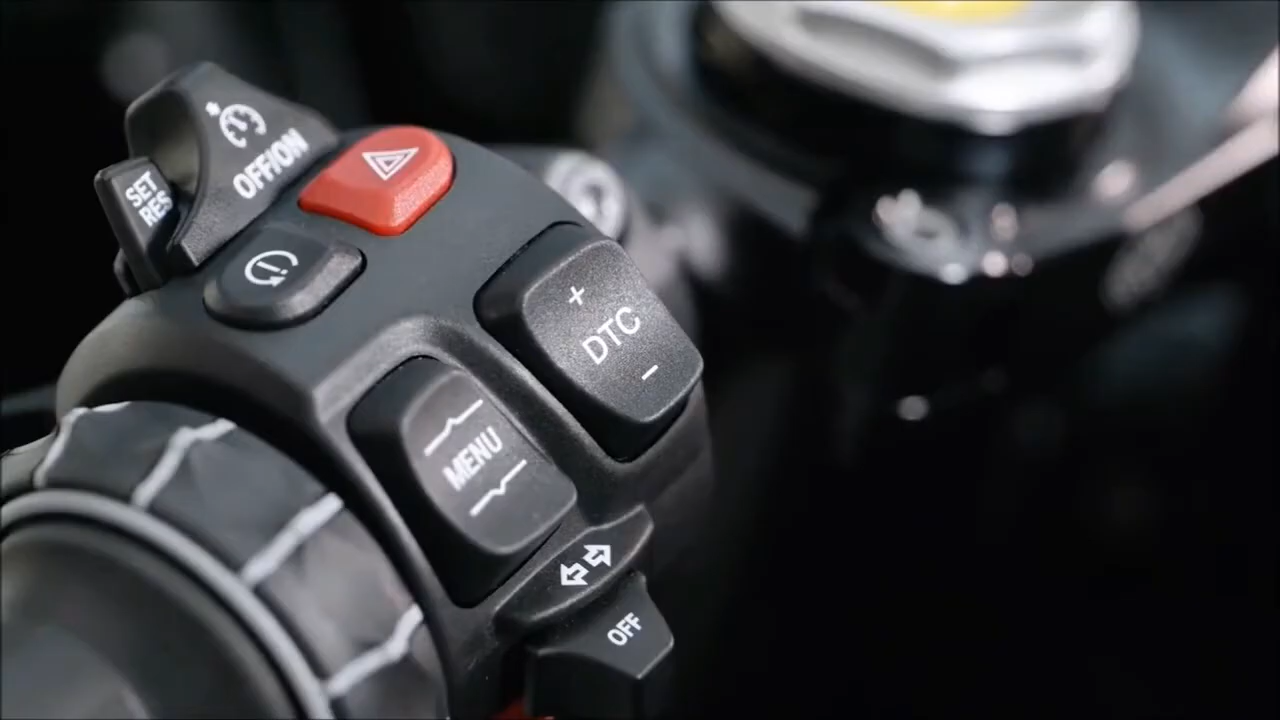 OFF/ON
SET
RES
+
DTC
-
MENU
OFF